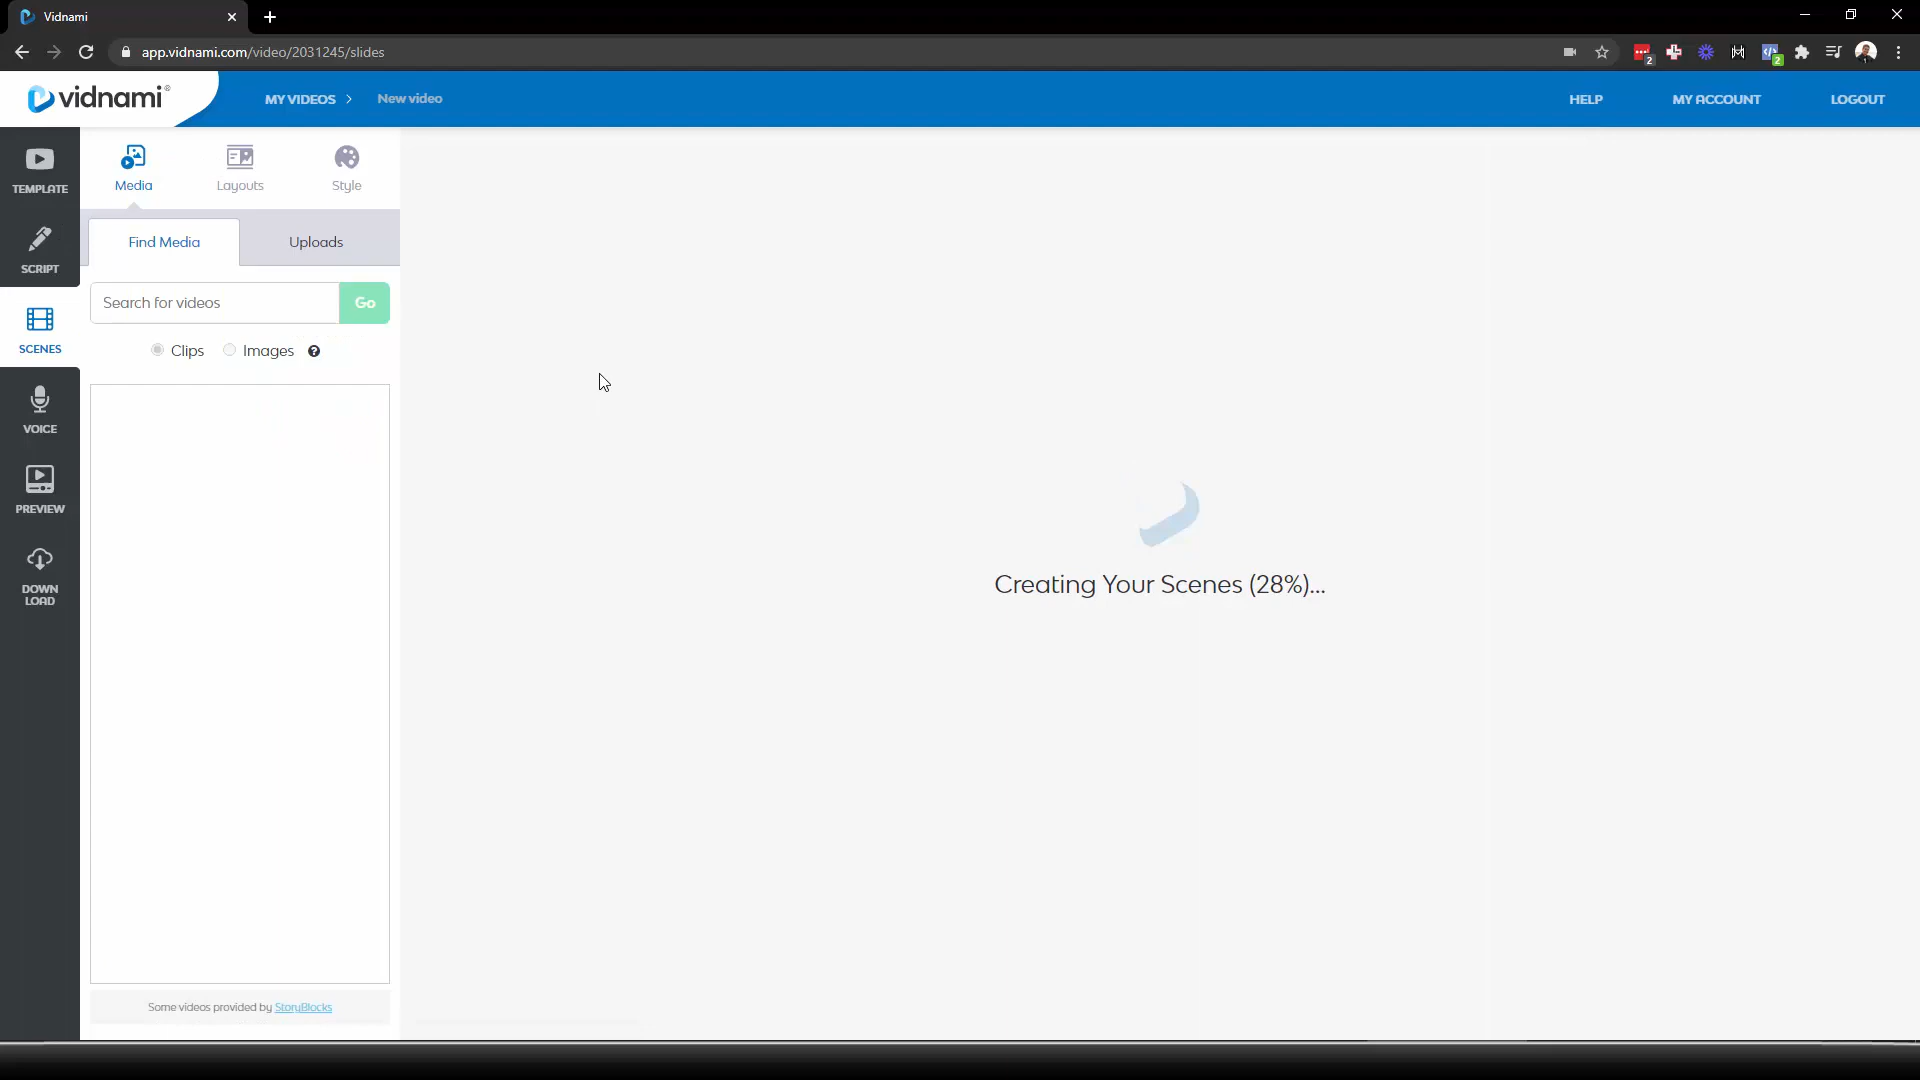 Vidnami
app.vidnami.com/video/2031245/slides
2
2
vidnami®
MY VIDEOS >
New video
HELP
MY ACCOUNT
LOGOUT
TEMPLATE
SCRIPT
SCENES
VOICE
PREVIEW
DOWN
LOAD
Media
Layouts
Style
Find Media
Uploads
Search for videos
Go
Clips
Images
?
Creating Your Scenes (28%)...
Some videos provided by StoryBlocks